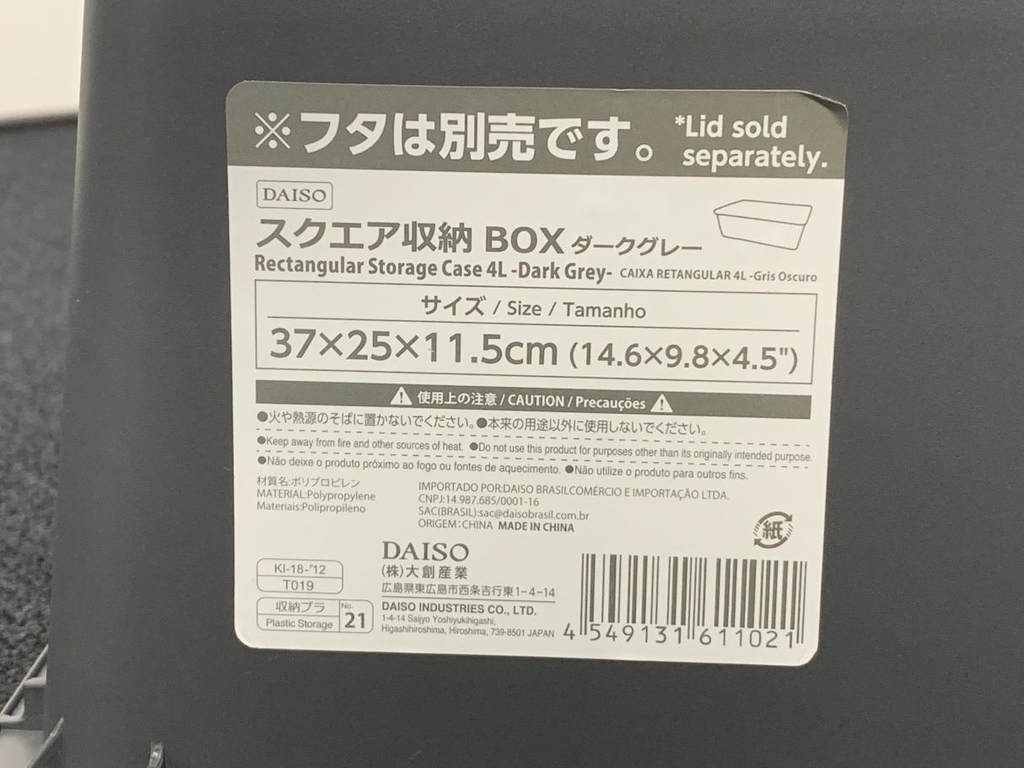 ※フタは別売です。 *Lid sold separately.
DAISO
スクエア収納 BOX ダークグレー
Rectangular Storage Case 4L -Dark Grey- CAIXA RETANGULAR 4L -Gris Oscuro
サイズ / Size / Tamanho
37×25×11.5cm (14.6×9.8×4.5")
使用上の注意 / CAUTION / Precauções
●火や熱源のそばに置かないでください。●本来の用途以外に使用しないでください。
●Keep away from fire and other sources of heat. ●Do not use this product for purposes other than its originally intended purpose.
●Não deixe o produto próximo ao fogo ou fontes de aquecimento. ●Não utilize o produto para outros fins.
材質名:ポリプロピレン
MATERIAL:Polypropylene
Materiais:Polipropileno
IMPORTADO POR:DAISO BRASILCOMÉRCIO E IMPORTAÇÃO LTDA.
CNPJ:14.987.685/0001-16
SAC(BRASIL):sac@daisobrasil.com.br
ORIGEM:CHINA MADE IN CHINA
紙
KI-18-'12
T019
収納プラ
Plastic Storage
No.
21
DAISO
(株)大創産業
広島県東広島市西条吉行東1-4-14
DAISO INDUSTRIES CO., LTD.
1-4-14 Saijyo Yoshiyukihigashi,
Higashihiroshima, Hiroshima, 739-8501 JAPAN
4 549131 611021